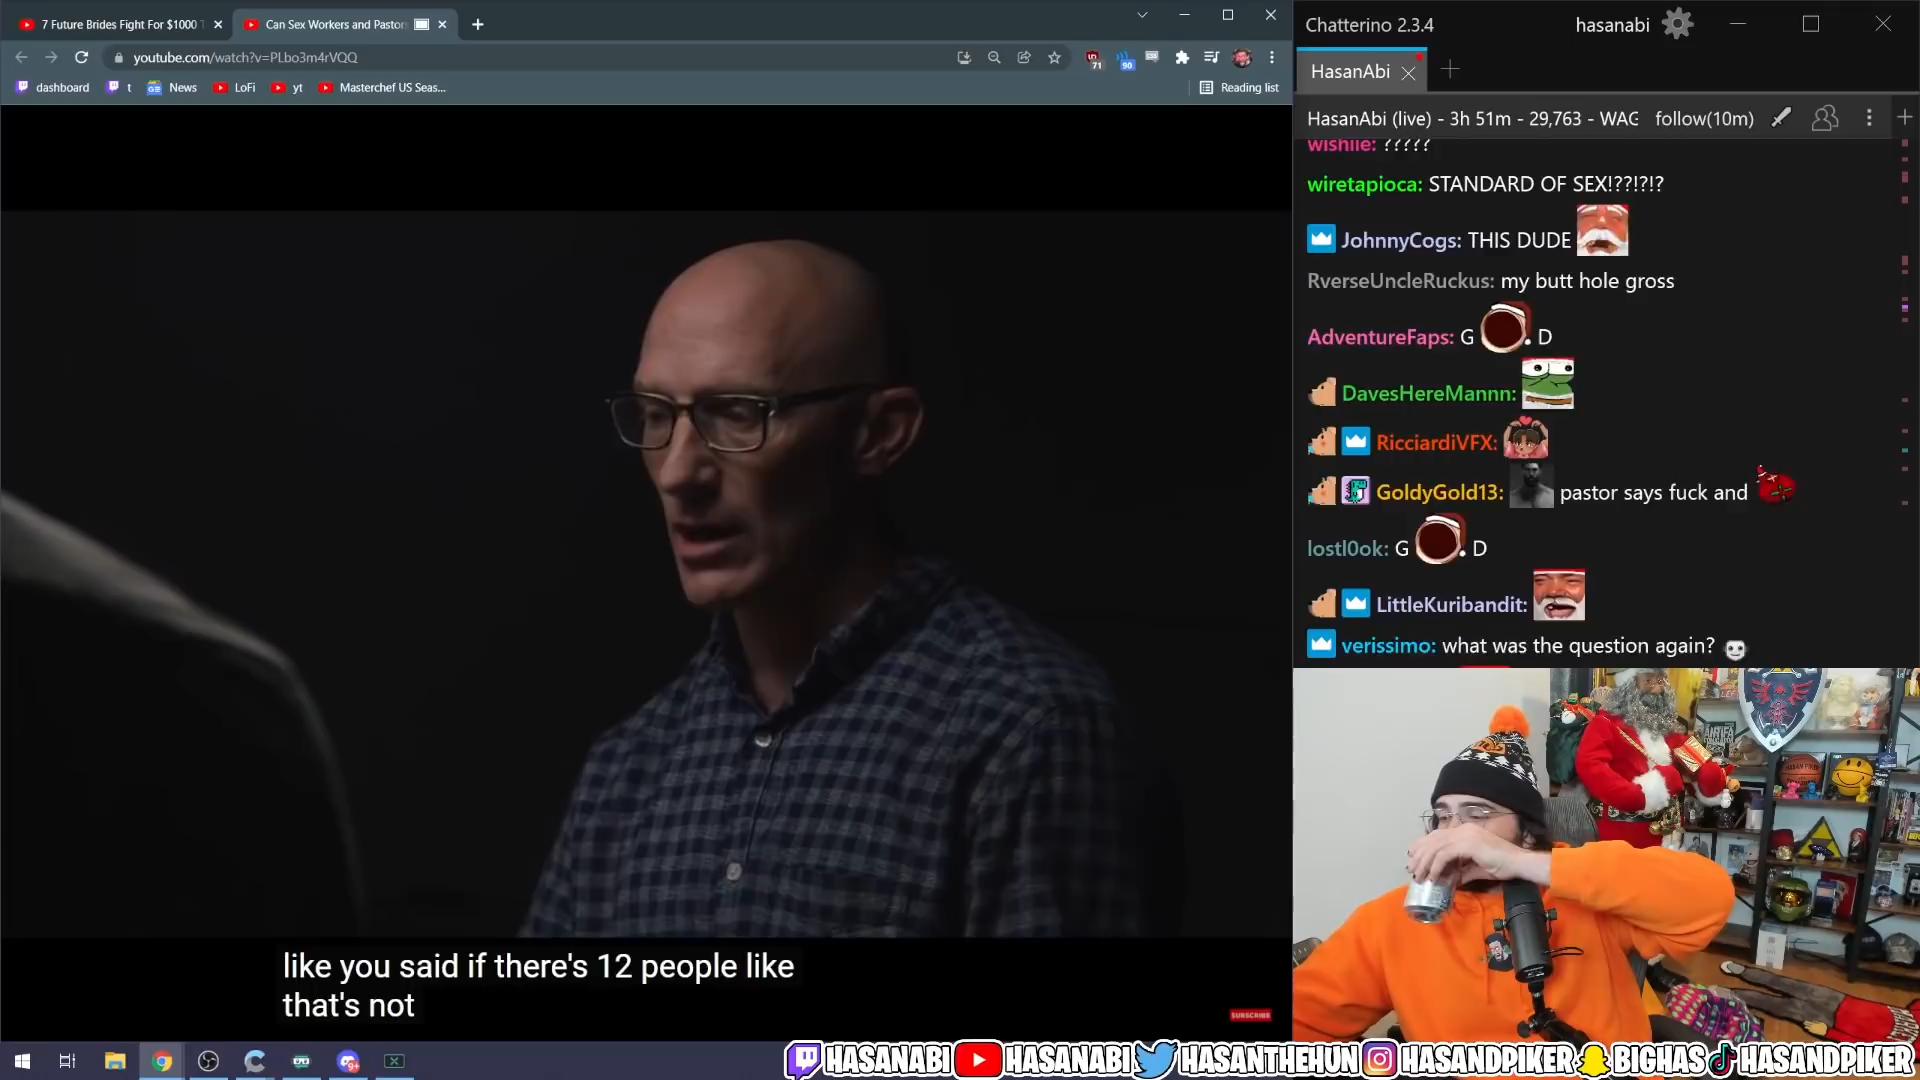 7 Future Brides Fight For $1000
Can Sex Workers and Pastor
youtube.com/watch?v=PLbo3m4rVQQ
71
90
dashboard
t
News
LoFi
yt
Masterchef US Seas...
Reading list
like you said if there's 12 people like
that's not
SUBSCRIBE
Chatterino 2.3.4
hasanabi
HasanAbi
HasanAbi (live) - 3h 51m - 29,763 - WAG
follow(10m)
wishlie: ?????
wiretapioca: STANDARD OF SEX!??!?!?
JohnnyCogs: THIS DUDE
RverseUncleRuckus: my butt hole gross
AdventureFaps: G D
DavesHereMannn:
RicciardiVFX:
GoldyGold13: pastor says fuck and
lostl0ok: G D
LittleKuribandit:
verissimo: what was the question again?
HASANABI HASANABI HASANTHEHUN HASANDPIKER BIGHAS HASANDPIKER